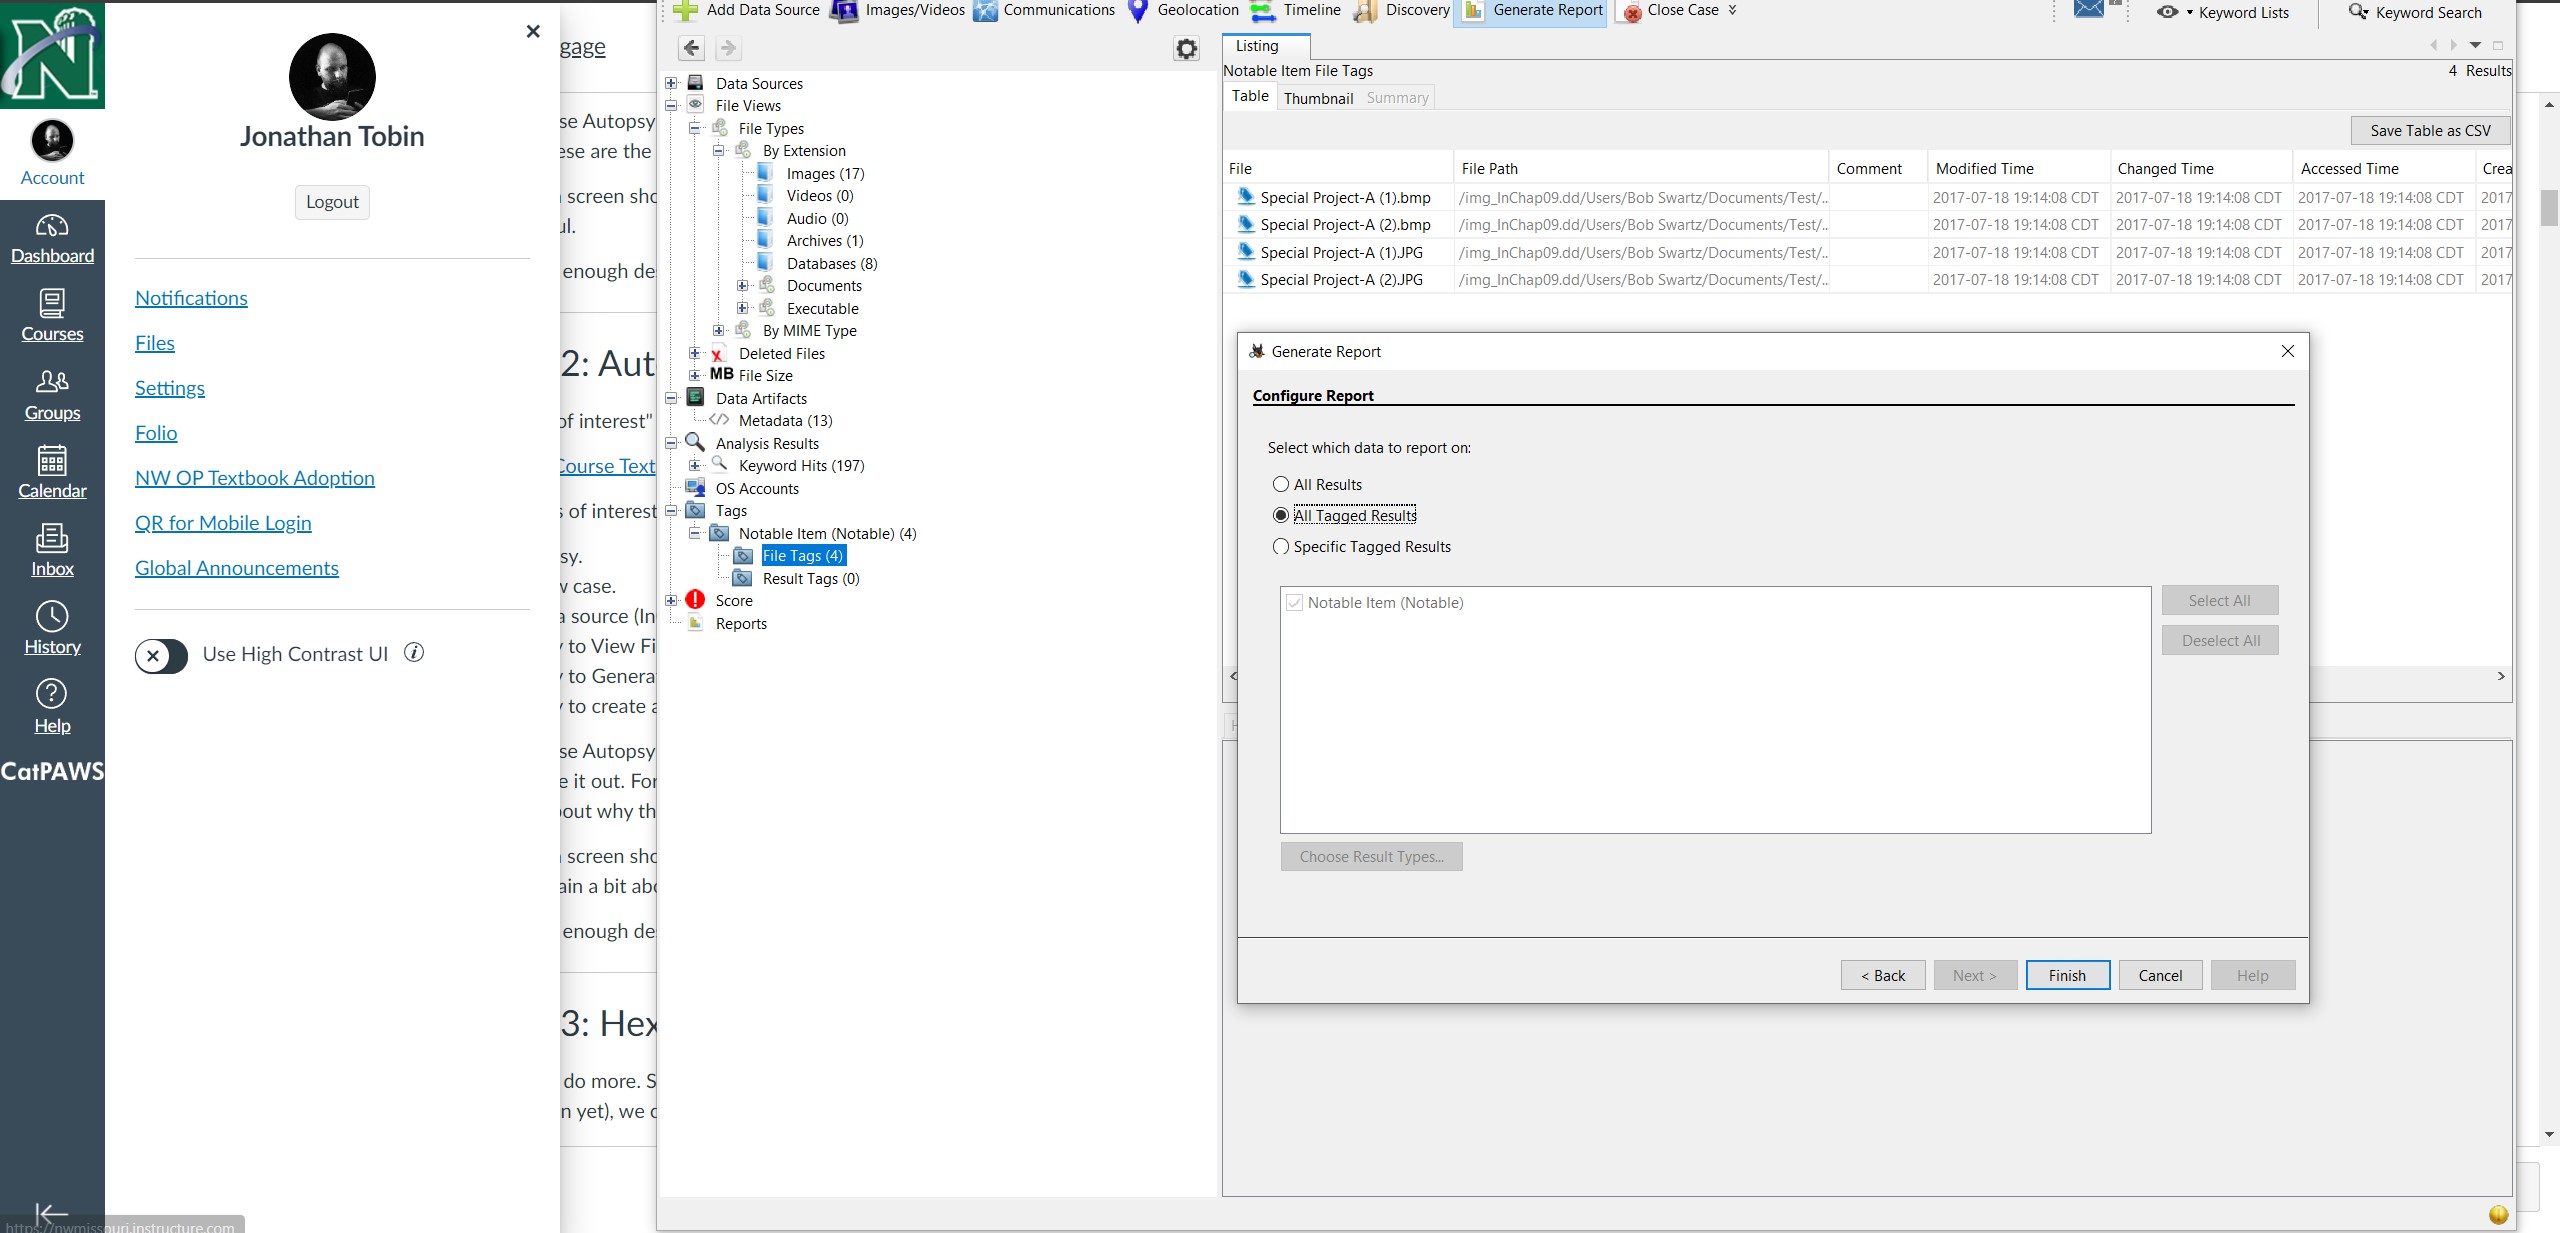 Account
Dashboard
Courses
Groups
Calendar
Inbox
History
Help
CatPAWS
https://nwmissouri.instructure.com
Jonathan Tobin
Logout
Notifications
Files
Settings
Folio
NW OP Textbook Adoption
QR for Mobile Login
Global Announcements
Use High Contrast UI
gage
se Autopsy
ese are the
screen sho
ul.
enough de
2: Aut
of interest"
Course Text
s of interest
sy.
w case.
a source (In
y to View Fi
y to Genera
y to create a
se Autopsy
e it out. For
out why th
screen sho
ain a bit abo
enough de
3: Hex
do more. S
n yet), we c
Add Data Source Images/Videos Communications Geolocation Timeline Discovery Generate Report Close Case
Keyword Lists Keyword Search
Data Sources
File Views
File Types
By Extension
Images (17)
Videos (0)
Audio (0)
Archives (1)
Databases (8)
Documents
Executable
By MIME Type
Deleted Files
MB File Size
Data Artifacts
Metadata (13)
Analysis Results
Keyword Hits (197)
OS Accounts
Tags
Notable Item (Notable) (4)
File Tags (4)
Result Tags (0)
Score
Reports
Listing
Notable Item File Tags 4 Results
Table Thumbnail Summary
Save Table as CSV
File File Path Comment Modified Time Changed Time Accessed Time Crea
Special Project-A (1).bmp /img_InChap09.dd/Users/Bob Swartz/Documents/Test/... 2017-07-18 19:14:08 CDT 2017-07-18 19:14:08 CDT 2017-07-18 19:14:08 CDT 2017
Special Project-A (2).bmp /img_InChap09.dd/Users/Bob Swartz/Documents/Test/... 2017-07-18 19:14:08 CDT 2017-07-18 19:14:08 CDT 2017-07-18 19:14:08 CDT 2017
Special Project-A (1).JPG /img_InChap09.dd/Users/Bob Swartz/Documents/Test/... 2017-07-18 19:14:08 CDT 2017-07-18 19:14:08 CDT 2017-07-18 19:14:08 CDT 2017
Special Project-A (2).JPG /img_InChap09.dd/Users/Bob Swartz/Documents/Test/... 2017-07-18 19:14:08 CDT 2017-07-18 19:14:08 CDT 2017-07-18 19:14:08 CDT 2017
Generate Report
Configure Report
Select which data to report on:
All Results
All Tagged Results
Specific Tagged Results
Notable Item (Notable)
Select All
Deselect All
Choose Result Types...
< Back Next > Finish Cancel Help